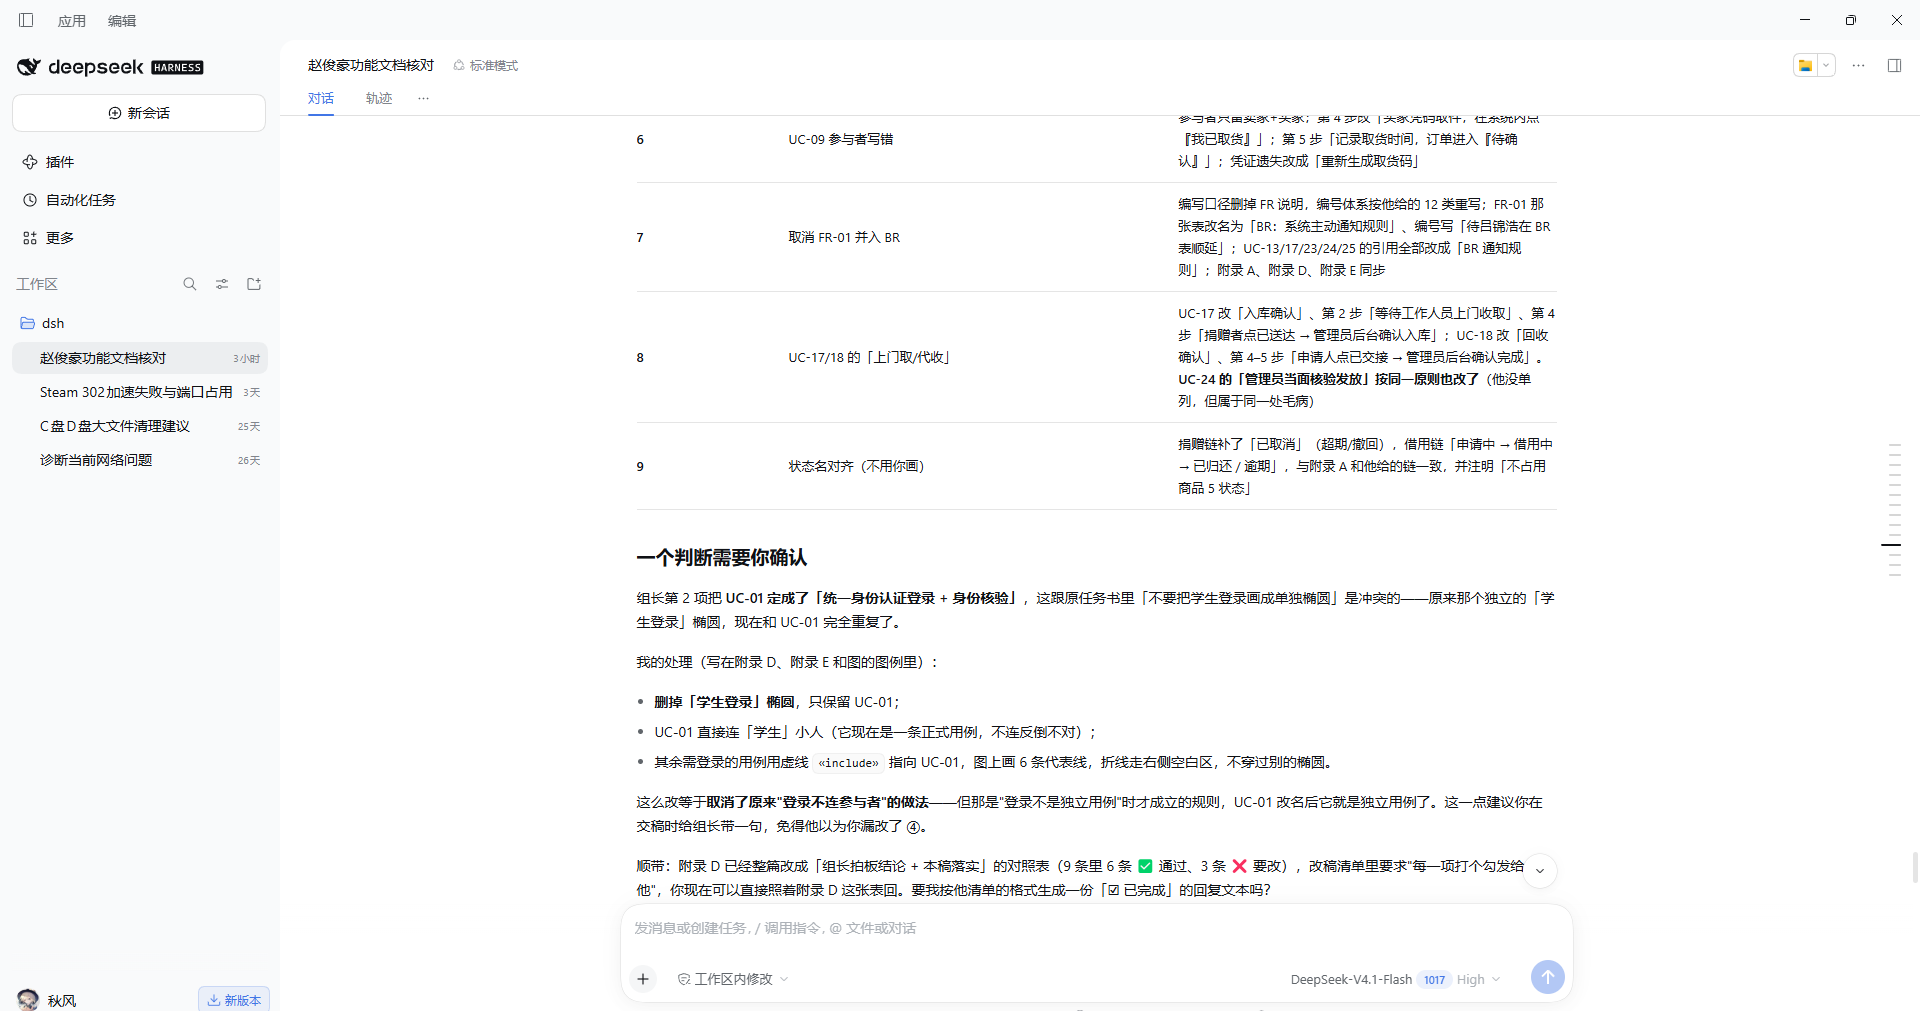 应用 编辑
deepseek HARNESS
新会话
插件
自动化任务
更多
工作区
dsh
赵俊豪功能文档核对 3小时
Steam 302加速失败与端口占用 3天
C盘D盘大文件清理建议 25天
诊断当前网络问题 26天
秋风
新版本
赵俊豪功能文档核对 标准模式
对话 轨迹 ···
6 UC-09 参与者写错
参与者只留卖家+买家；第 4 步改「买家凭码取件，在系统内点
『我已取货』」；第 5 步「记录取货时间，订单进入『待确
认』」；凭证遗失改成「重新生成取货码」
7 取消 FR-01 并入 BR
编写口径删掉 FR 说明，编号体系按他给的 12 类重写；FR-01 那
张表改名为「BR：系统主动通知规则」、编号写「待吕锦浩在 BR
表顺延」；UC-13/17/23/24/25 的引用全部改成「BR 通知规
则」；附录 A、附录 D、附录 E 同步
8 UC-17/18 的「上门取/代收」
UC-17 改「入库确认」、第 2 步「等待工作人员上门收取」、第 4
步「捐赠者点已送达 → 管理员后台确认入库」；UC-18 改「回收
确认」、第 4–5 步「申请人点已交接 → 管理员后台确认完成」。
UC-24 的「管理员当面核验发放」按同一原则也改了（他没单
列，但属于同一处毛病）
9 状态名对齐（不用你画）
捐赠链补了「已取消」（超期/撤回），借用链「申请中 → 借用中
→ 已归还 / 逾期」，与附录 A 和他给的链一致，并注明「不占用
商品 5 状态」
一个判断需要你确认
组长第 2 项把 UC-01 定成了「统一身份认证登录 + 身份核验」，这跟原任务书里「不要把学生登录画成单独椭圆」是冲突的——原来那个独立的「学
生登录」椭圆，现在和 UC-01 完全重复了。
我的处理（写在附录 D、附录 E 和图的图例里）：
• 删掉「学生登录」椭圆，只保留 UC-01；
• UC-01 直接连「学生」小人（它现在是一条正式用例，不连反倒不对）；
• 其余需登录的用例用虚线 «include» 指向 UC-01，图上画 6 条代表线，折线走右侧空白区，不穿过别的椭圆。
这么改等于取消了原来"登录不连参与者"的做法——但那是"登录不是独立用例"时才成立的规则，UC-01 改名后它就是独立用例了。这一点建议你在
交稿时给组长带一句，免得他以为你漏改了 ④。
顺带：附录 D 已经整篇改成「组长拍板结论 + 本稿落实」的对照表（9 条里 6 条 ✅ 通过、3 条 ❌ 要改），改稿清单里要求"每一项打个勾发给
他"，你现在可以直接照着附录 D 这张表回。要我按他清单的格式生成一份「☑ 已完成」的回复文本吗？
发消息或创建任务, / 调用指令, @ 文件或对话
工作区内修改
DeepSeek-V4.1-Flash 1017 High